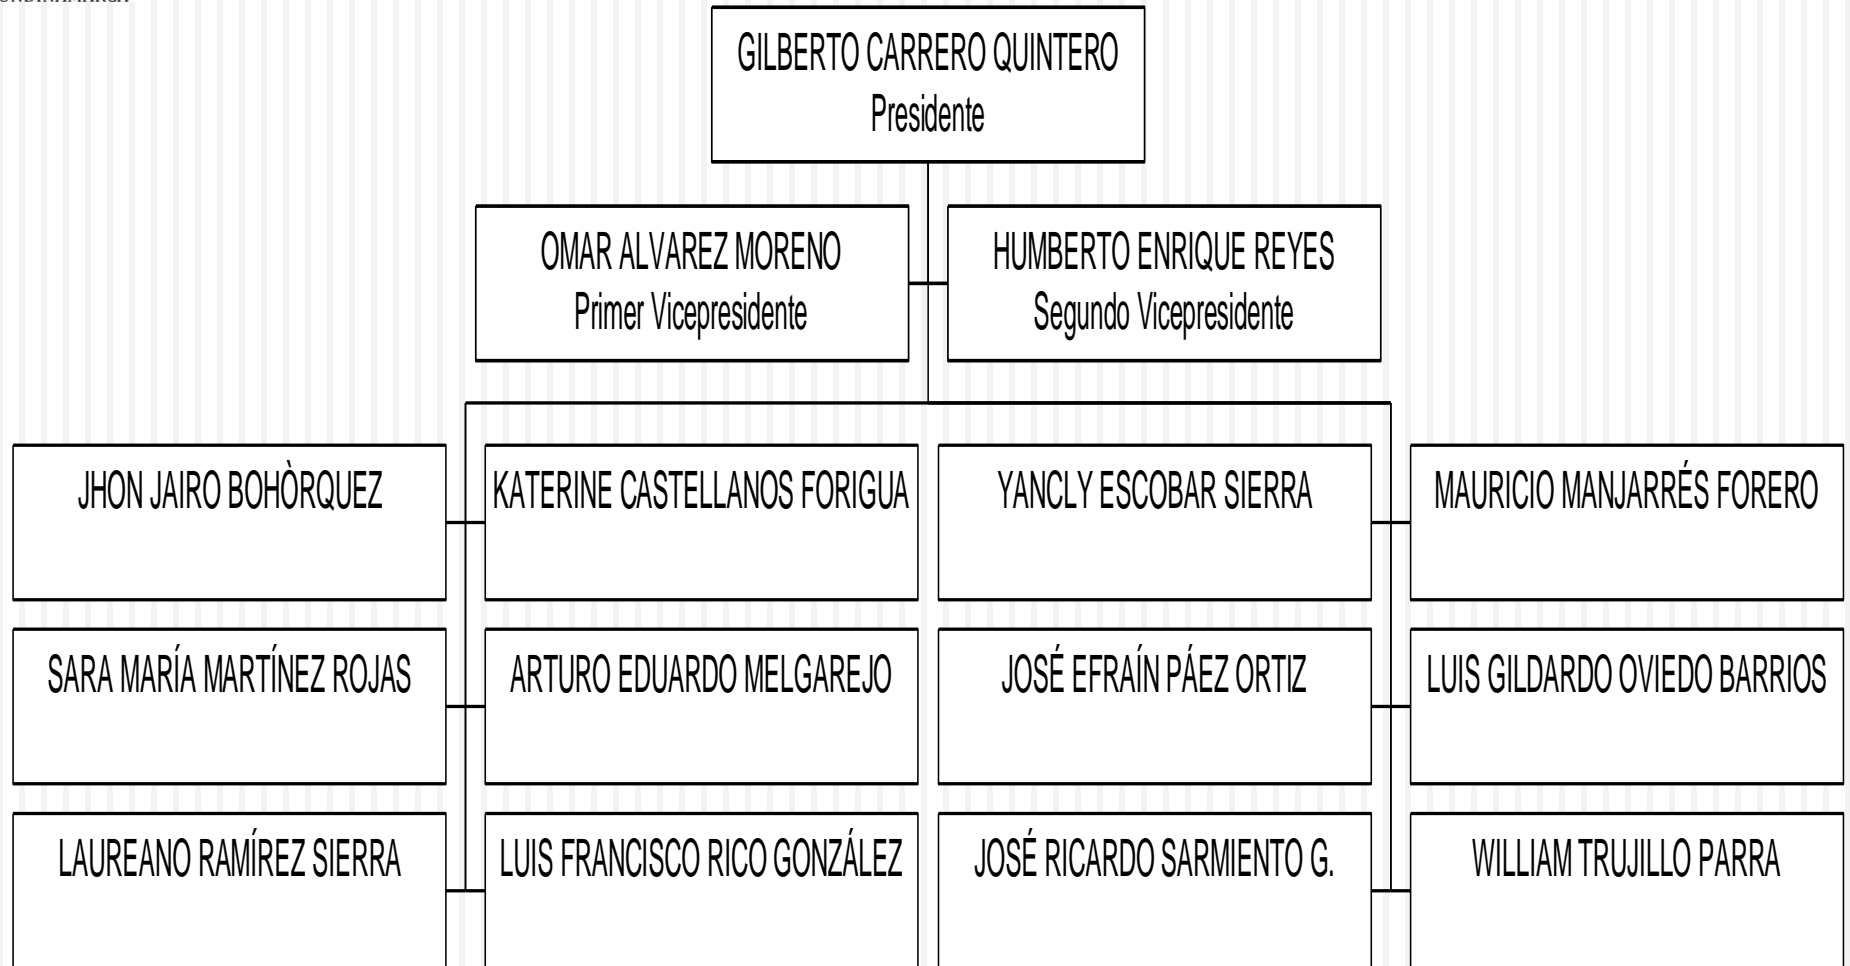 GILBERTO CARRERO QUINTERO
Presidente
OMAR ALVAREZ MORENO
Primer Vicepresidente
HUMBERTO ENRIQUE REYES
Segundo Vicepresidente
JHON JAIRO BOHÒRQUEZ
KATERINE CASTELLANOS FORIGUA
YANCLY ESCOBAR SIERRA
MAURICIO MANJARRÉS FORERO
SARA MARÍA MARTÍNEZ ROJAS
ARTURO EDUARDO MELGAREJO
JOSÉ EFRAÍN PÁEZ ORTIZ
LUIS GILDARDO OVIEDO BARRIOS
LAUREANO RAMÍREZ SIERRA
LUIS FRANCISCO RICO GONZÁLEZ
JOSÉ RICARDO SARMIENTO G.
WILLIAM TRUJILLO PARRA